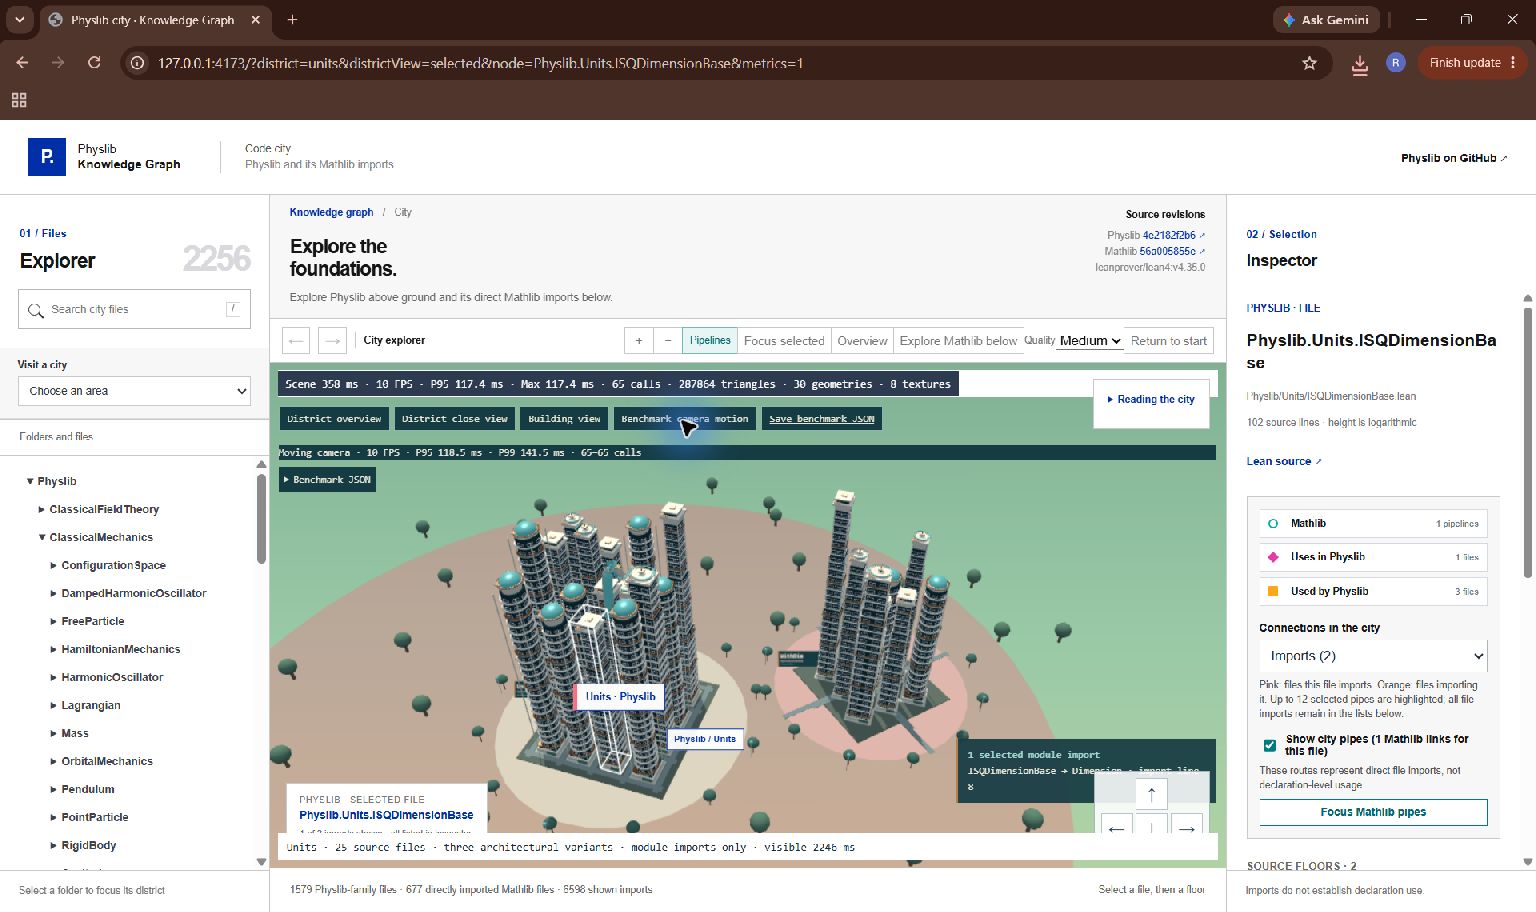 Physlib city · Knowledge Graph
Ask Gemini
127.0.0.1:4173/?district=units&districtView=selected&node=Physlib.Units.ISQDimensionBase&metrics=1
R
Finish update
P.
Physlib
Knowledge Graph
Code city
Physlib and its Mathlib imports
Physlib on GitHub ↗
01 / Files
Explorer
2256
Search city files
/
Visit a city
Choose an area
Folders and files
▼ Physlib
► ClassicalFieldTheory
▼ ClassicalMechanics
► ConfigurationSpace
► DampedHarmonicOscillator
► FreeParticle
► HamiltonianMechanics
► HarmonicOscillator
► Lagrangian
► Mass
► OrbitalMechanics
► Pendulum
► PointParticle
► RigidBody
Select a folder to focus its district
Knowledge graph / City
Explore the
foundations.
Explore Physlib above ground and its direct Mathlib imports below.
Source revisions
Physlib 4e2182f2b6 ↗
Mathlib 56a005855e ↗
leanprover/lean4:v4.35.0
← → City explorer
+ − Pipelines Focus selected Overview Explore Mathlib below Quality Medium Return to start
Scene 358 ms · 10 FPS · P95 117.4 ms · Max 117.4 ms · 65 calls · 287864 triangles · 30 geometries · 8 textures
► Reading the city
District overview District close view Building view Benchmark camera motion Save benchmark JSON
Moving camera · 10 FPS · P95 118.5 ms · P99 141.5 ms · 65–65 calls
► Benchmark JSON
Units · Physlib
Physlib / Units
1 selected module import
ISQDimensionBase → Dimension · import line
8
PHYSLIB · SELECTED FILE
Physlib.Units.ISQDimensionBase
↑
← →
Units · 25 source files · three architectural variants · module imports only · visible 2246 ms
1579 Physlib-family files · 677 directly imported Mathlib files · 6598 shown imports
Select a file, then a floor
02 / Selection
Inspector
PHYSLIB · FILE
Physlib.Units.ISQDimensionBa
se
Physlib/Units/ISQDimensionBase.lean
102 source lines · height is logarithmic
Lean source ↗
Mathlib 1 pipelines
Uses in Physlib 1 files
Used by Physlib 3 files
Connections in the city
Imports (2)
Pink: files this file imports. Orange: files importing
it. Up to 12 selected pipes are highlighted; all file
imports remain in the lists below.
Show city pipes (1 Mathlib links for
this file)
These routes represent direct file imports, not
declaration-level usage.
Focus Mathlib pipes
SOURCE FLOORS · 2
Imports do not establish declaration use.